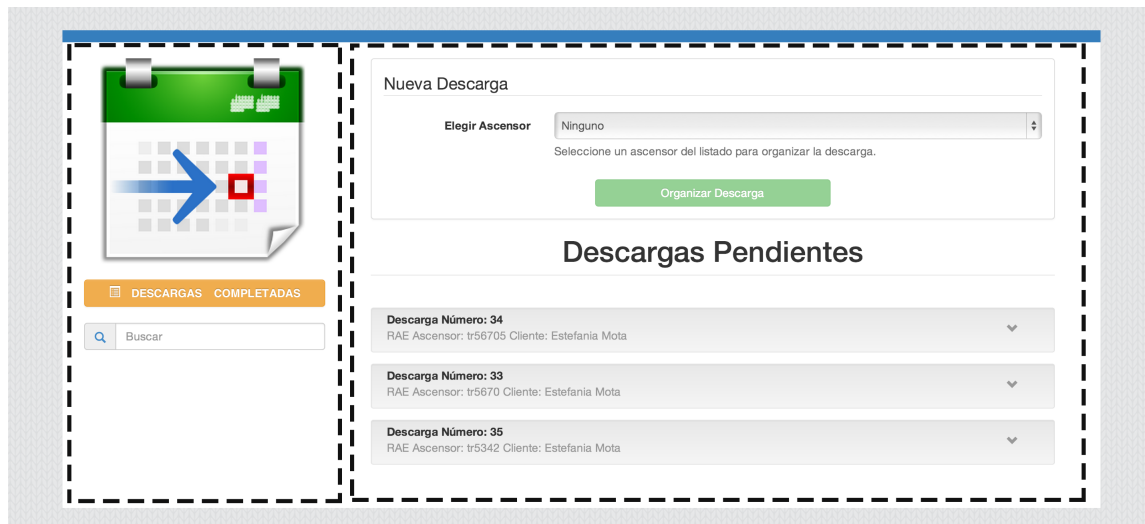 DESCARGAS COMPLETADAS
Buscar
Nueva Descarga
Elegir Ascensor
Ninguno
Seleccione un ascensor del listado para organizar la descarga.
Organizar Descarga
Descargas Pendientes
Descarga Número: 34
RAE Ascensor: tr56705 Cliente: Estefania Mota
Descarga Número: 33
RAE Ascensor: tr5670 Cliente: Estefania Mota
Descarga Número: 35
RAE Ascensor: tr5342 Cliente: Estefania Mota